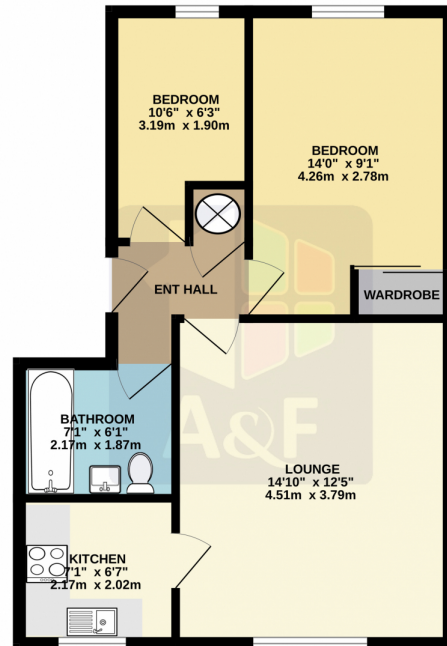 BEDROOM
10'6" x 6'3"
3.19m x 1.90m
BEDROOM
14'0" x 9'1"
4.26m x 2.78m
ENT HALL
WARDROBE
A&F
BATHROOM
7'1" x 6'1"
2.17m x 1.87m
LOUNGE
14'10" x 12'5"
4.51m x 3.79m
KITCHEN
7'1" x 6'7"
2.17m x 2.02m